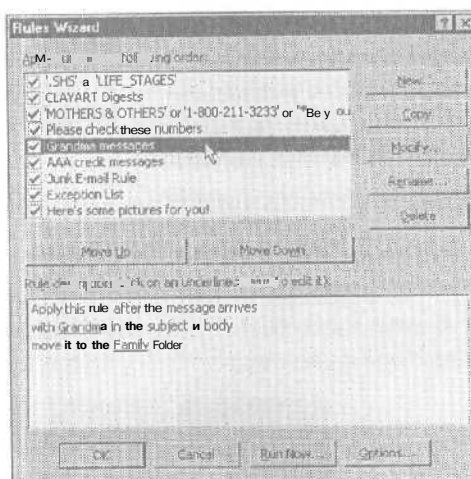 Rules Wizard
'.SHS' a 'LIFE_STAGES'
CLAYART Digests
'MOTHERS & OTHERS' or '1-800-211-3233' or "Be y ou
Please check these numbers
Grandma messages
AAA credit messages
Junk E-mail Rule
Exception List
Here's some pictures for you!
New...
Copy
Modify...
Rename...
Delete
Move Up
Move Down
Apply this rule after the message arrives
with Grandma in the subject body
move it to the Family Folder
OK
Cancel
Run Now...
Options...